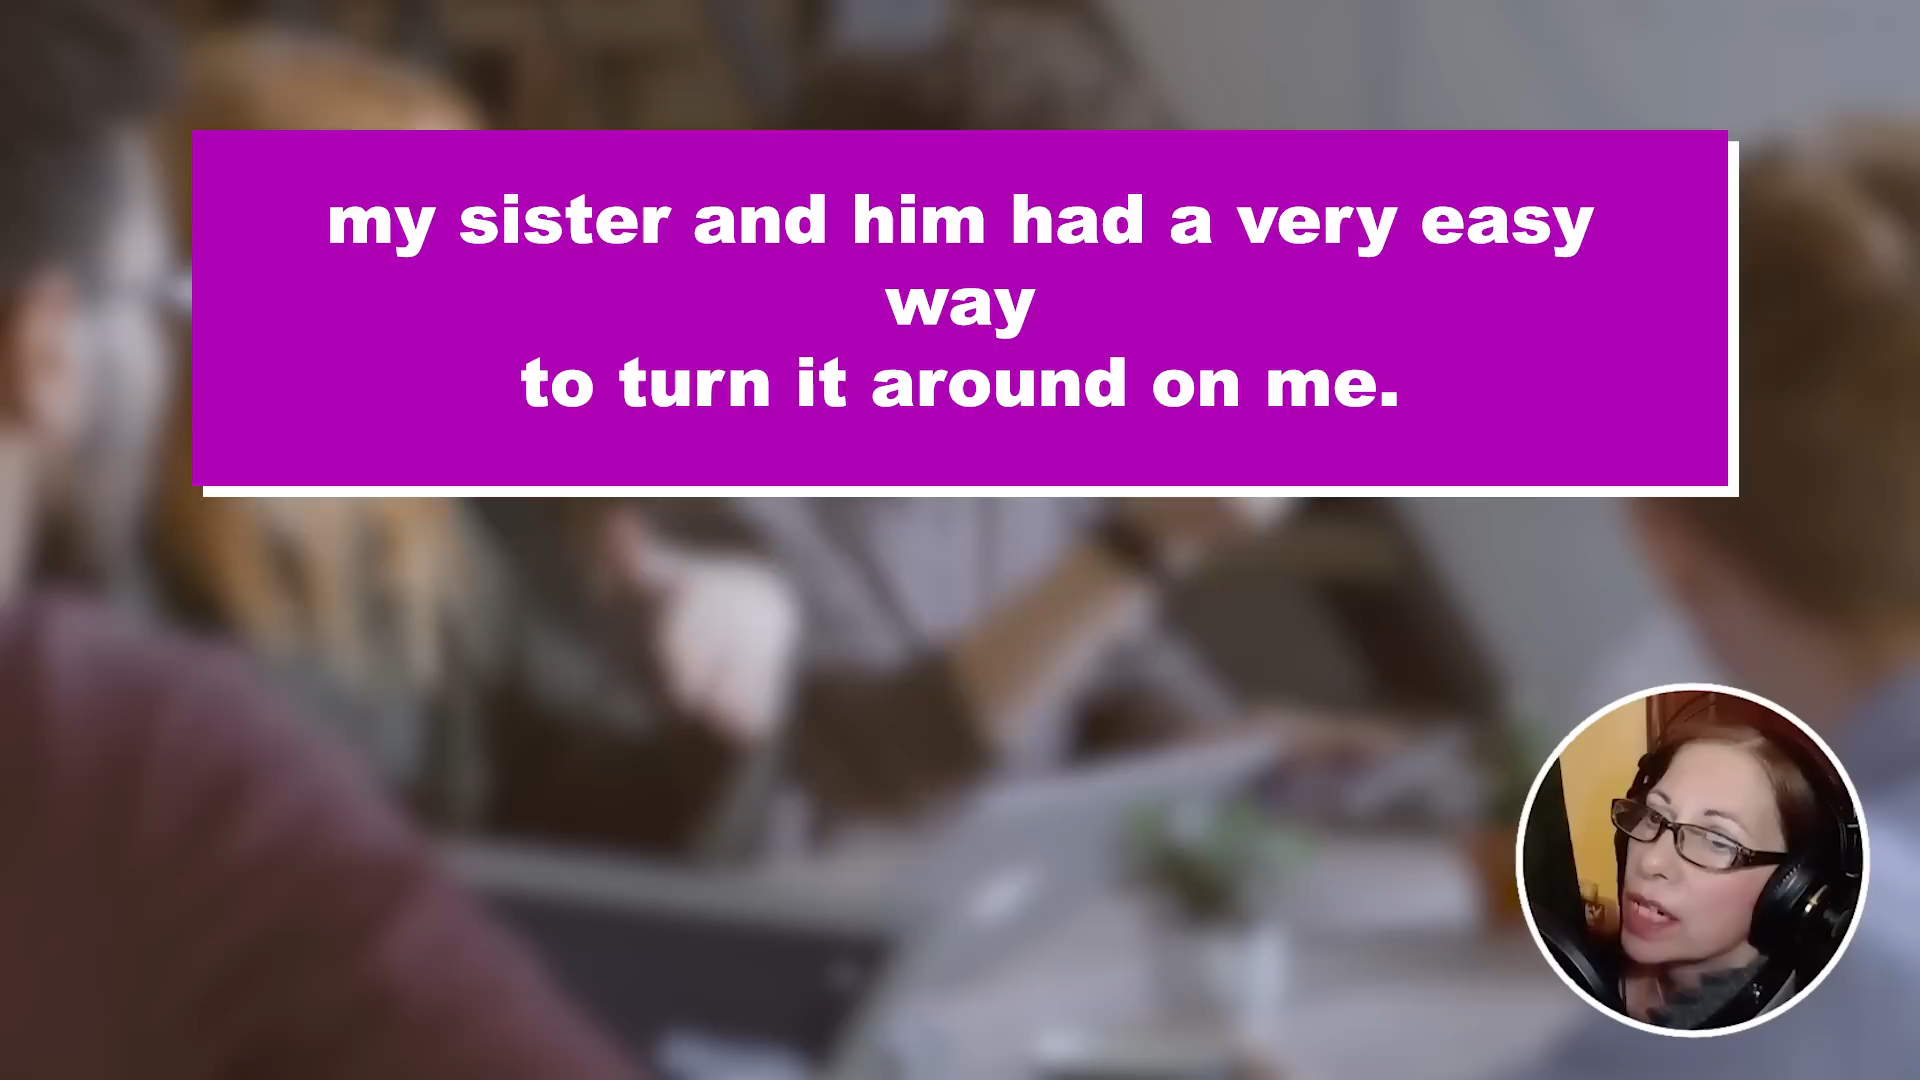 my sister and him had a very easy
way
to turn it around on me.